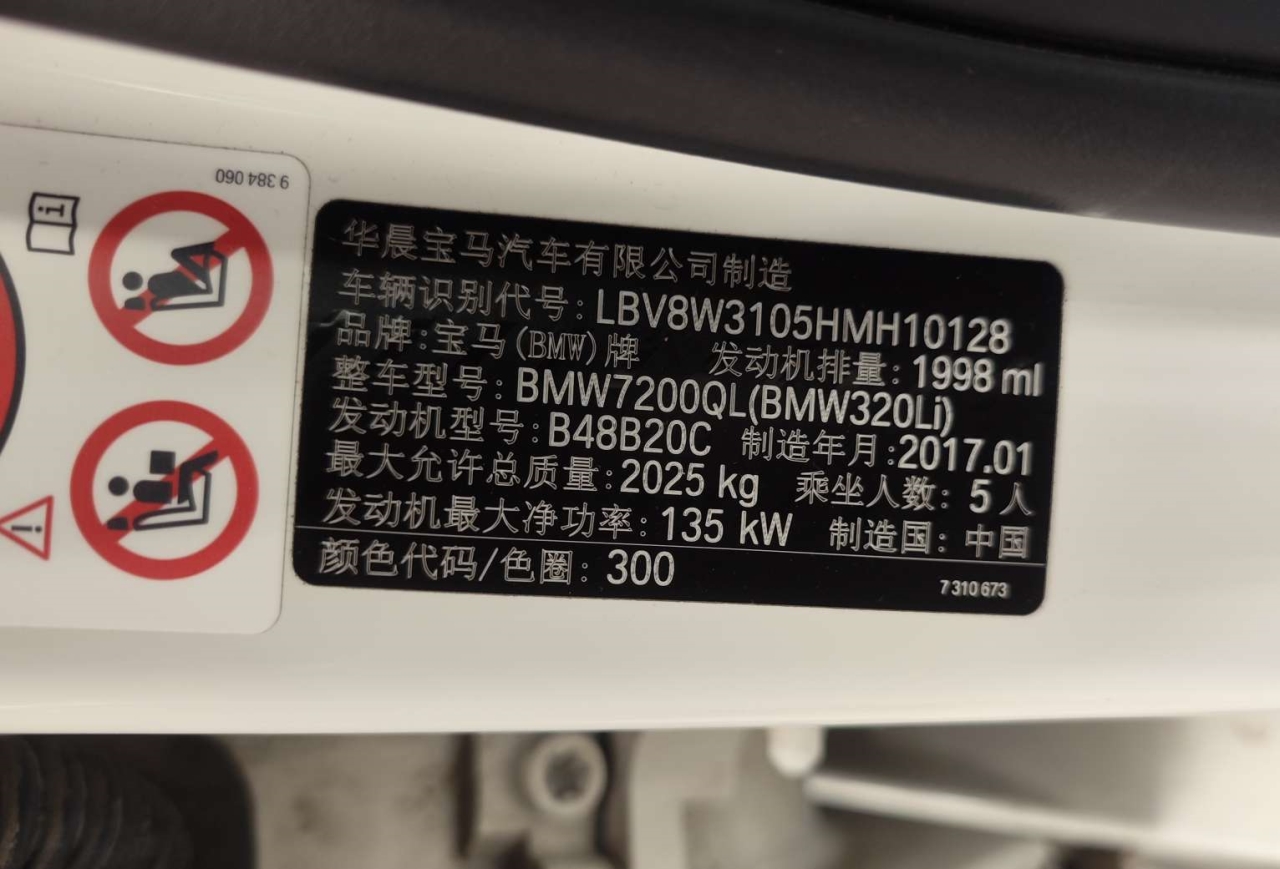 9 384 060
华晨宝马汽车有限公司制造
车辆识别代号: LBV8W3105HMH10128
品牌: 宝马(BMW)牌 发动机排量: 1998 ml
整车型号: BMW7200QL(BMW320Li)
发动机型号: B48B20C 制造年月: 2017.01
最大允许总质量: 2025 kg 乘坐人数: 5人
发动机最大净功率: 135 kW 制造国: 中国
颜色代码/色圈: 300
7 310 673